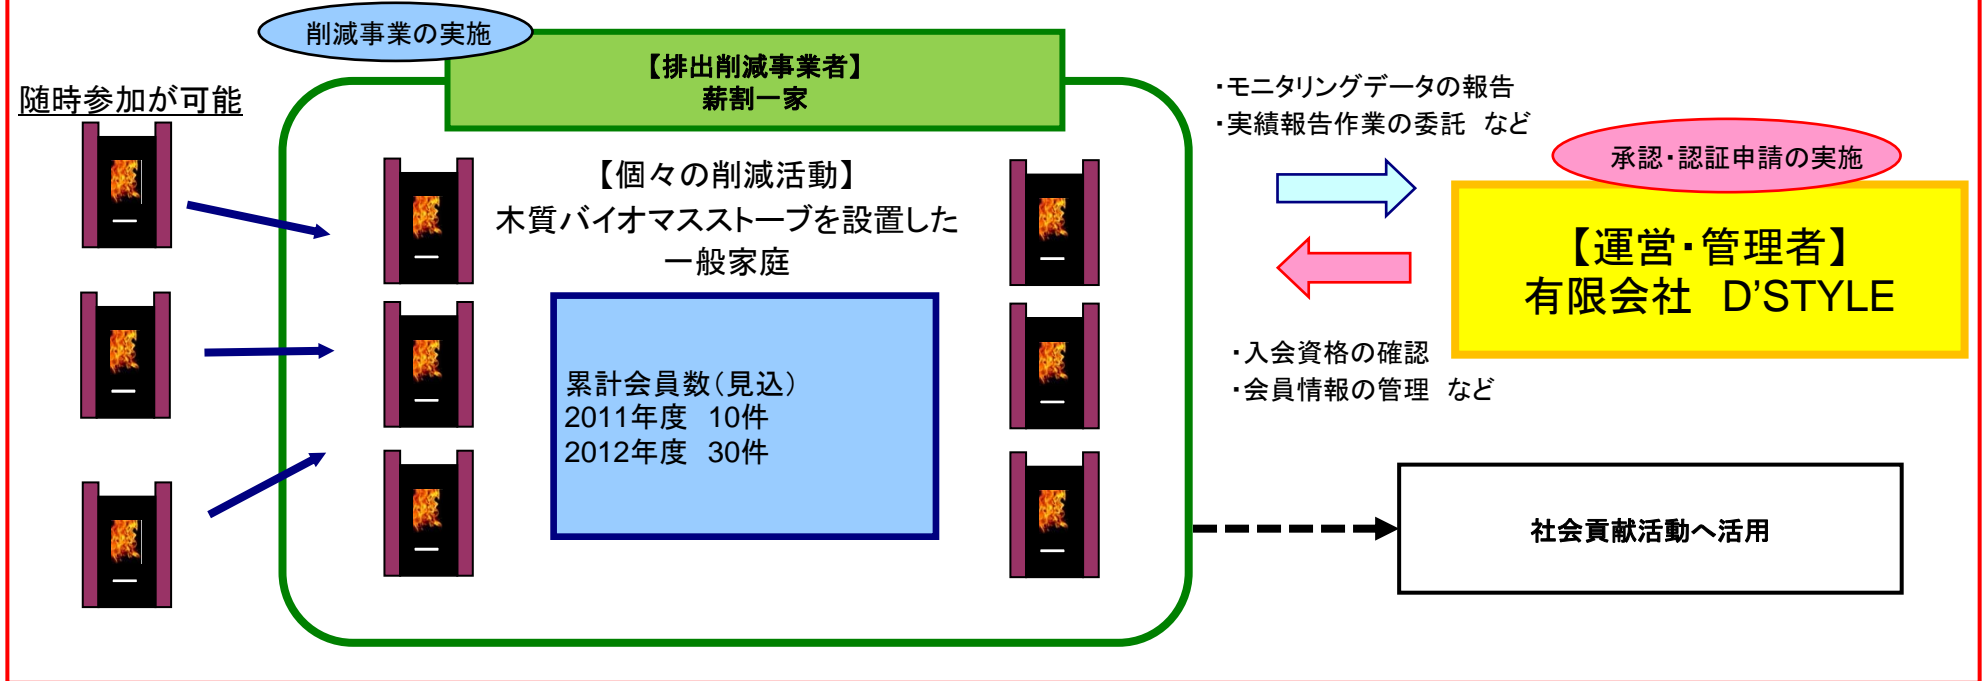 削減事業の実施
【排出削減事業者】
薪割一家
随時参加が可能
【個々の削減活動】
木質バイオマスストーブを設置した
一般家庭
累計会員数(見込)
2011年度　10件
2012年度　30件
・モニタリングデータの報告
・実績報告作業の委託　など
承認・認証申請の実施
【運営・管理者】
有限会社　D’STYLE
・入会資格の確認
・会員情報の管理　など
社会貢献活動へ活用